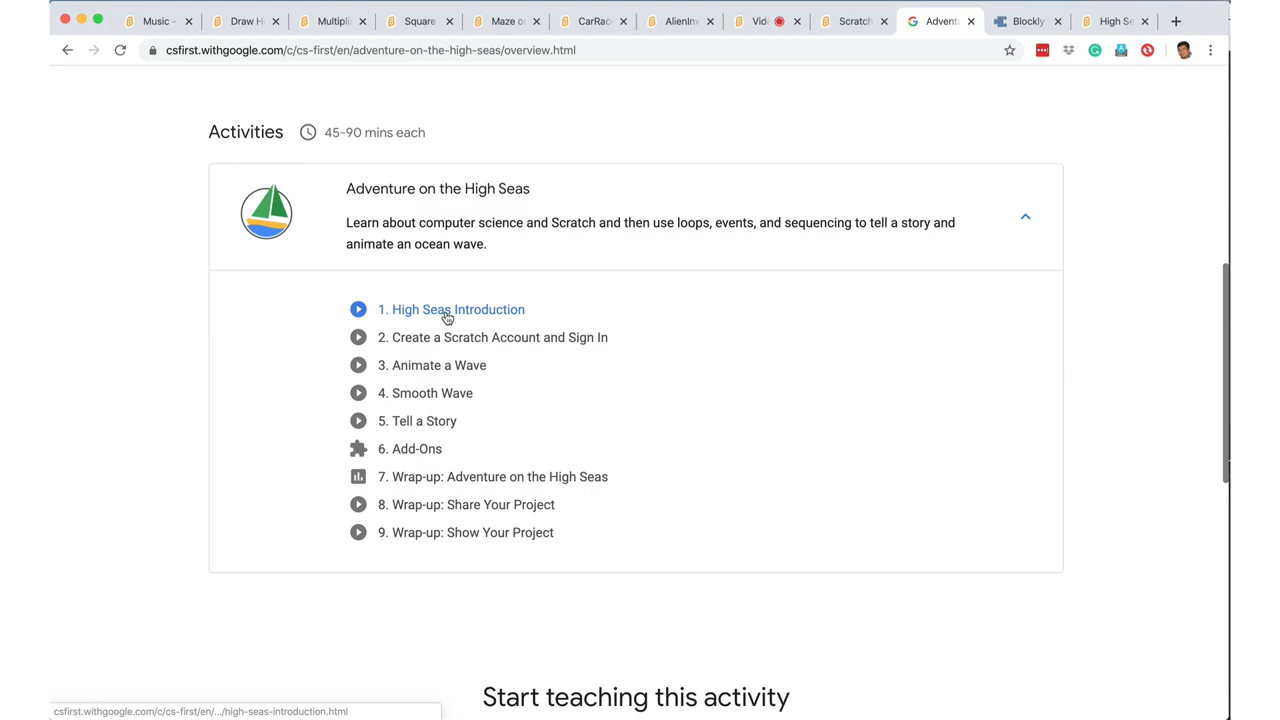 Music -
Draw H
Multipli
Square
Maze o
CarRac
AlienInv
Vid
Scratch
Advent
Blockly
High Se
csfirst.withgoogle.com/c/cs-first/en/adventure-on-the-high-seas/overview.html
Activities 45-90 mins each
Adventure on the High Seas
Learn about computer science and Scratch and then use loops, events, and sequencing to tell a story and
animate an ocean wave.
1. High Seas Introduction
2. Create a Scratch Account and Sign In
3. Animate a Wave
4. Smooth Wave
5. Tell a Story
6. Add-Ons
7. Wrap-up: Adventure on the High Seas
8. Wrap-up: Share Your Project
9. Wrap-up: Show Your Project
Start teaching this activity
csfirst.withgoogle.com/c/cs-first/en/.../high-seas-introduction.html